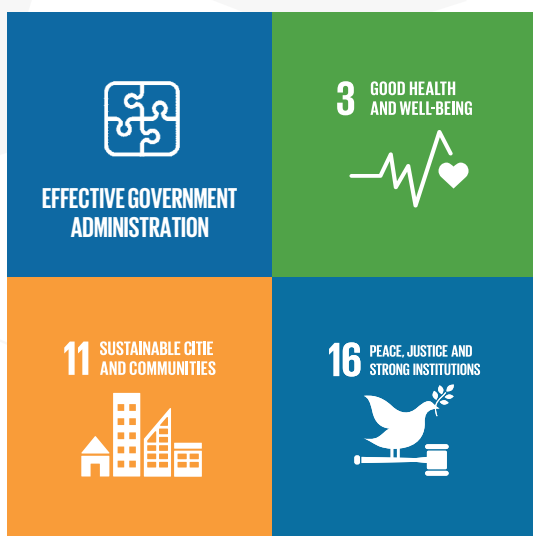 EFFECTIVE GOVERNMENT
ADMINISTRATION
3 GOOD HEALTH
AND WELL-BEING
11 SUSTAINABLE CITIE
AND COMMUNITIES
16 PEACE, JUSTICE AND
STRONG INSTITUTIONS